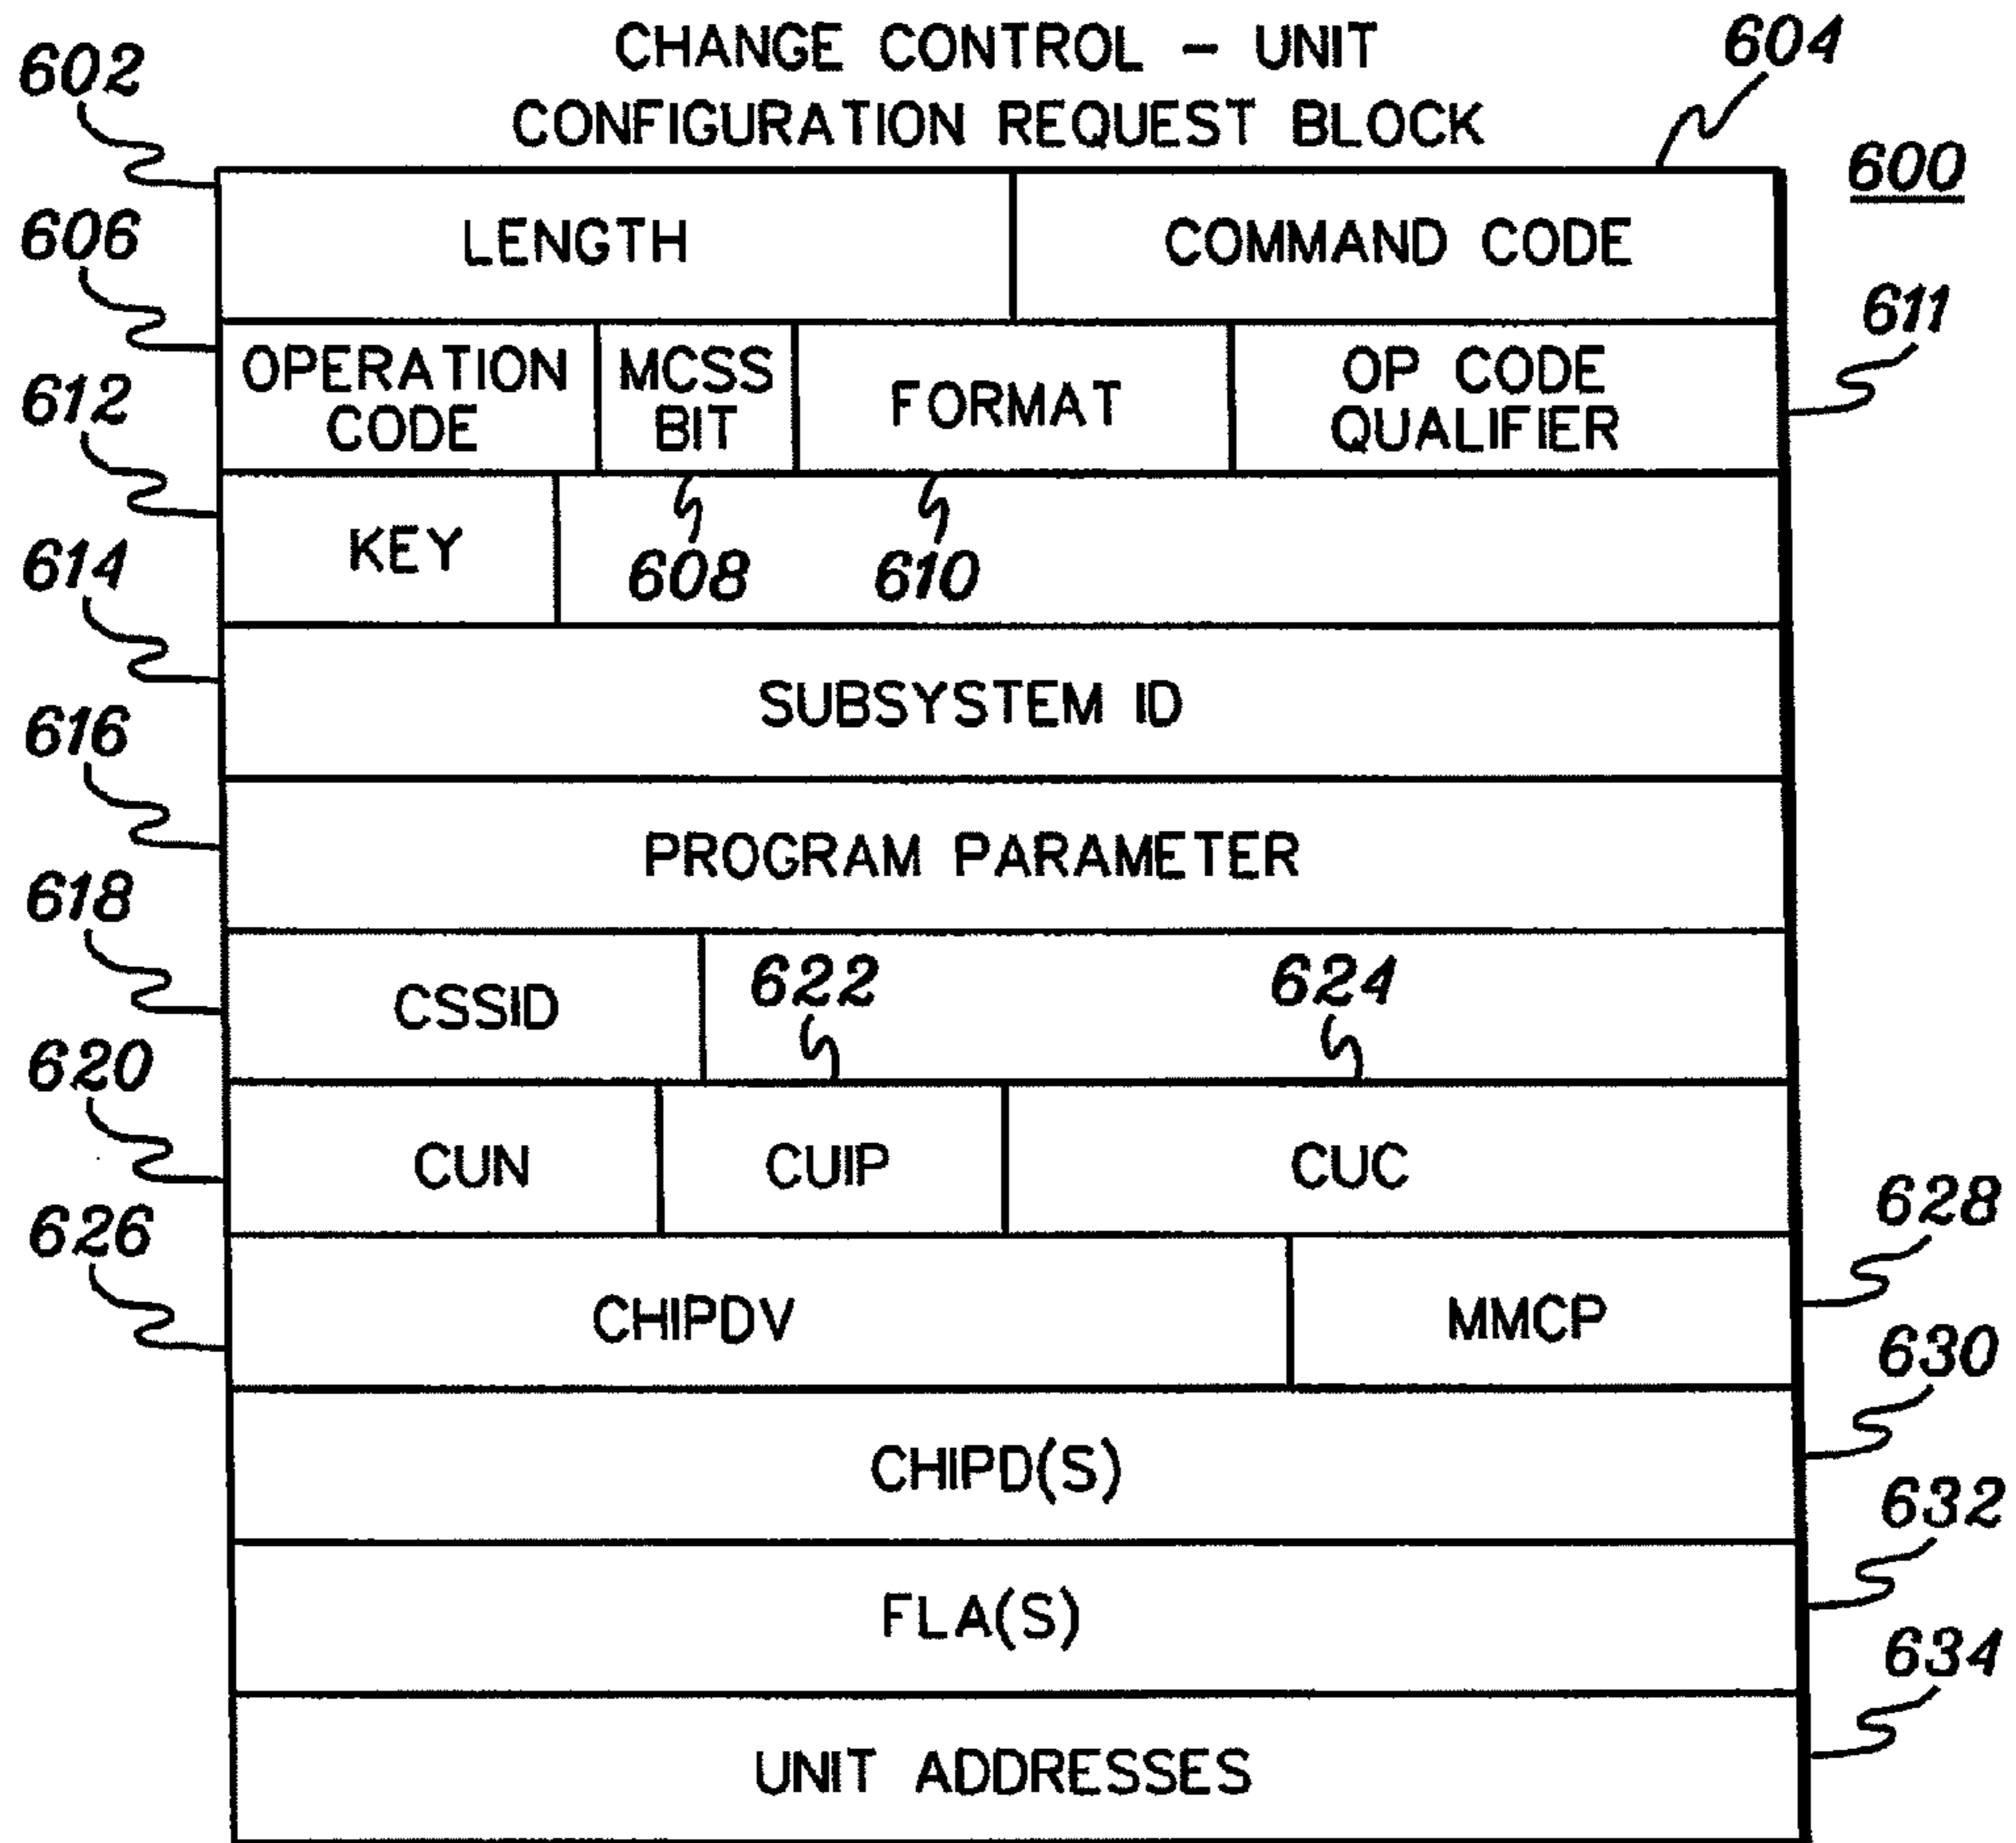 CHANGE CONTROL – UNIT
CONFIGURATION REQUEST BLOCK
600
602
LENGTH
COMMAND CODE
604
606
OPERATION
CODE
MCSS
BIT
FORMAT
OP CODE
QUALIFIER
611
612
KEY
608
610
614
SUBSYSTEM ID
616
PROGRAM PARAMETER
618
CSSID
622
624
620
CUN
CUIP
CUC
626
CHIPDV
MMCP
628
CHIPD(S)
630
FLA(S)
632
UNIT ADDRESSES
634